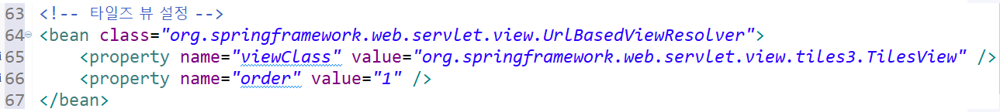 63 <!-- 타일즈 뷰 설정 -->
64 <bean class="org.springframework.web.servlet.view.UrlBasedViewResolver">
65     <property name="viewClass" value="org.springframework.web.servlet.view.tiles3.TilesView" />
66     <property name="order" value="1" />
67 </bean>